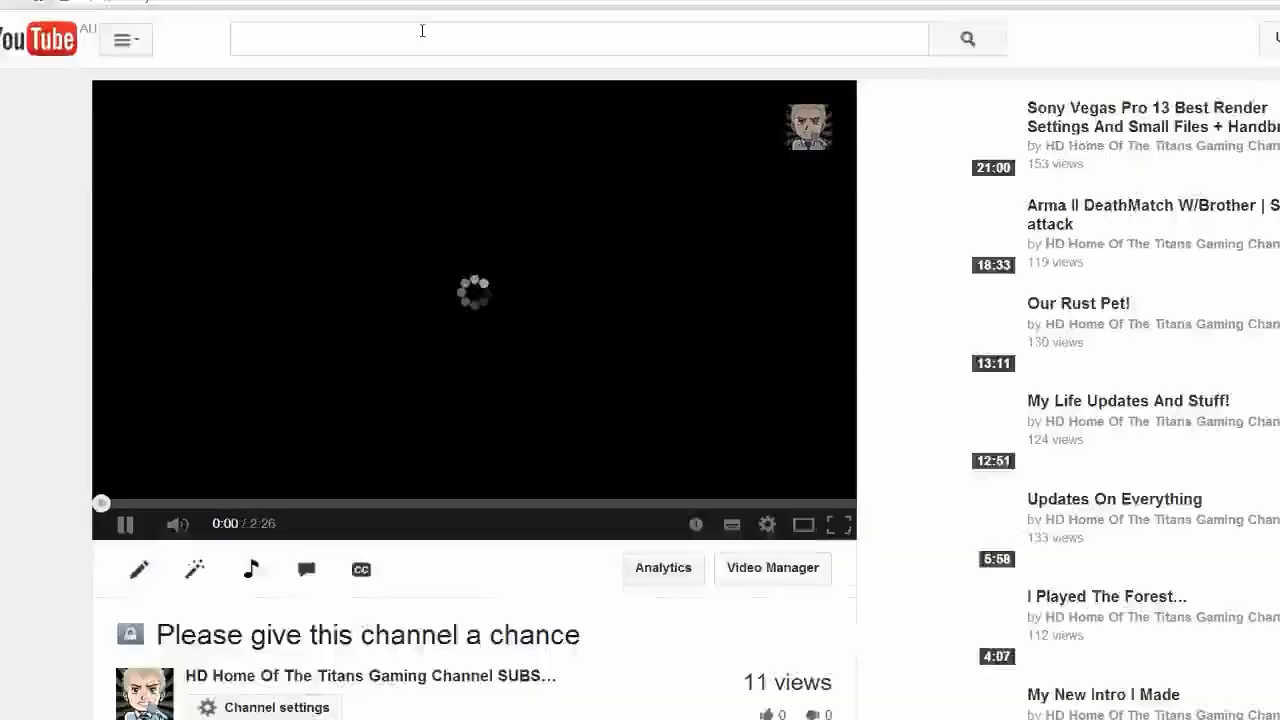 YouTube AU
0:00 / 2:26
CC
Analytics
Video Manager
Please give this channel a chance
HD Home Of The Titans Gaming Channel SUBS...
Channel settings
11 views
0 0
Sony Vegas Pro 13 Best Render
Settings And Small Files + Handb
by HD Home Of The Titans Gaming Chan
153 views
21:00
Arma II DeathMatch W/Brother | S
attack
by HD Home Of The Titans Gaming Chan
119 views
18:33
Our Rust Pet!
by HD Home Of The Titans Gaming Chan
130 views
13:11
My Life Updates And Stuff!
by HD Home Of The Titans Gaming Chan
124 views
12:51
Updates On Everything
by HD Home Of The Titans Gaming Chan
133 views
5:58
I Played The Forest...
by HD Home Of The Titans Gaming Chan
112 views
4:07
My New Intro I Made
by HD Home Of The Titans Gaming Chan